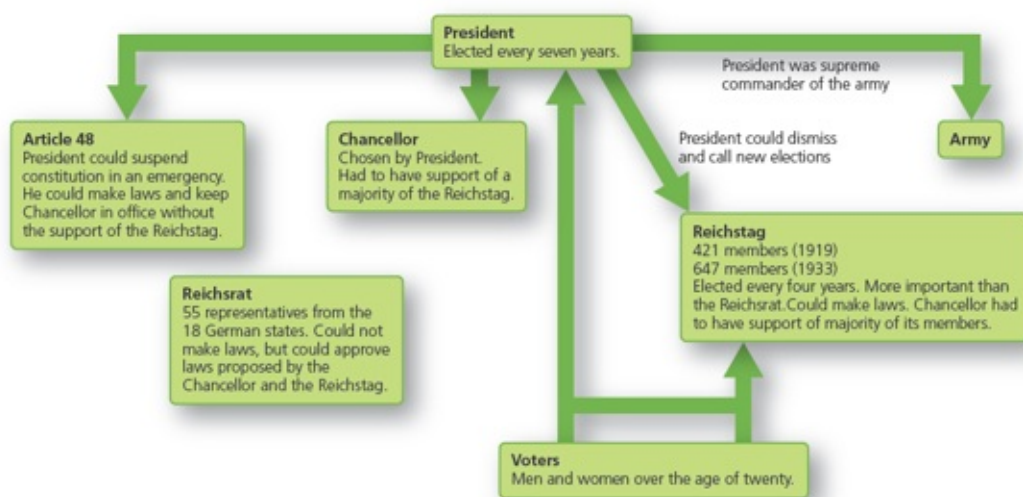 President
Elected every seven years.
President was supreme
commander of the army
Article 48
President could suspend
constitution in an emergency.
He could make laws and keep
Chancellor in office without
the support of the Reichstag.
Chancellor
Chosen by President.
Had to have support of a
majority of the Reichstag.
President could dismiss
and call new elections
Army
Reichstag
421 members (1919)
647 members (1933)
Elected every four years. More important than
the Reichsrat.Could make laws. Chancellor had
to have support of majority of its members.
Reichsrat
55 representatives from the
18 German states. Could not
make laws, but could approve
laws proposed by the
Chancellor and the Reichstag.
Voters
Men and women over the age of twenty.